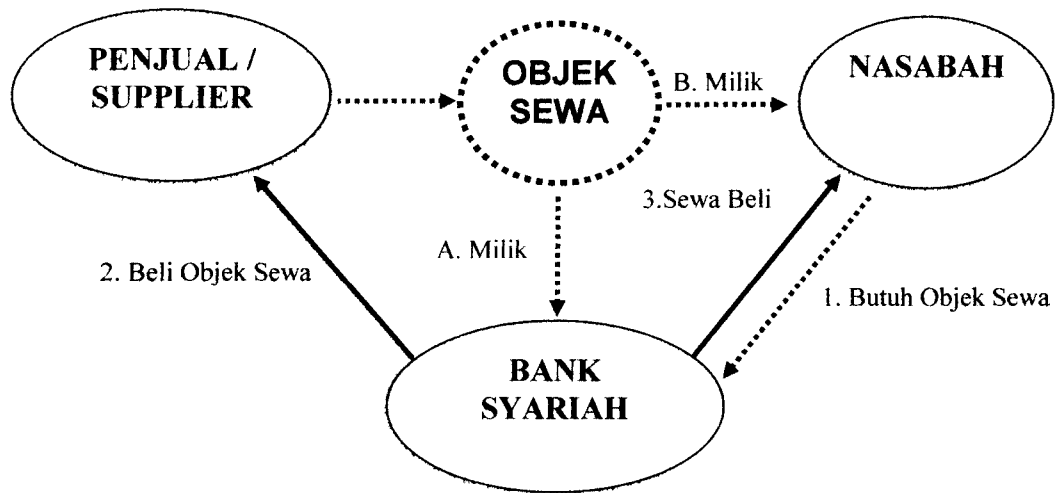 PENJUAL /
SUPPLIER
OBJEK
SEWA
B. Milik
NASABAH
3.Sewa Beli
A. Milik
2. Beli Objek Sewa
1. Butuh Objek Sewa
BANK
SYARIAH